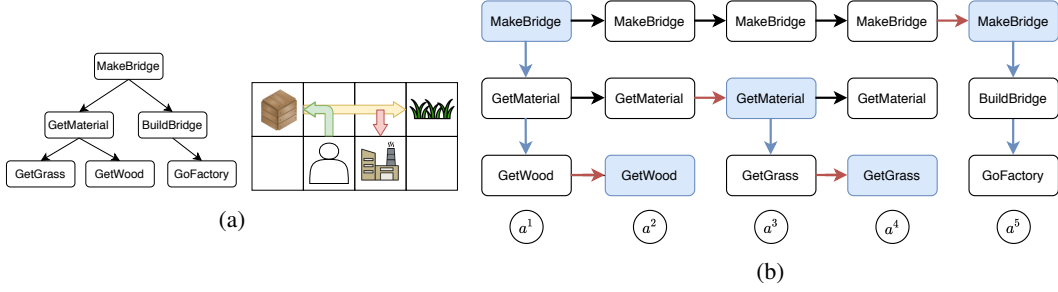 MakeBridge
GetMaterial BuildBridge
GetGrass GetWood GoFactory
(a)
MakeBridge MakeBridge MakeBridge MakeBridge MakeBridge
GetMaterial GetMaterial GetMaterial GetMaterial BuildBridge
GetWood GetWood GetGrass GetGrass GoFactory
a¹ a² a³ a⁴ a⁵
(b)